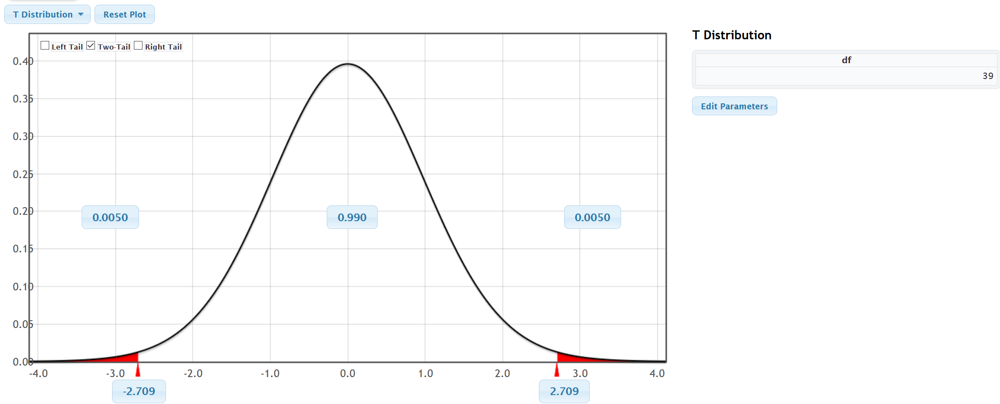 T Distribution Reset Plot
T Distribution
Left Tail Two-Tail Right Tail
df
39
Edit Parameters
0.40
0.35
0.30
0.25
0.20
0.15
0.10
0.05
0.00
0.0050 0.990 0.0050
-4.0 -3.0 -2.0 -1.0 0.0 1.0 2.0 3.0 4.0
-2.709 2.709